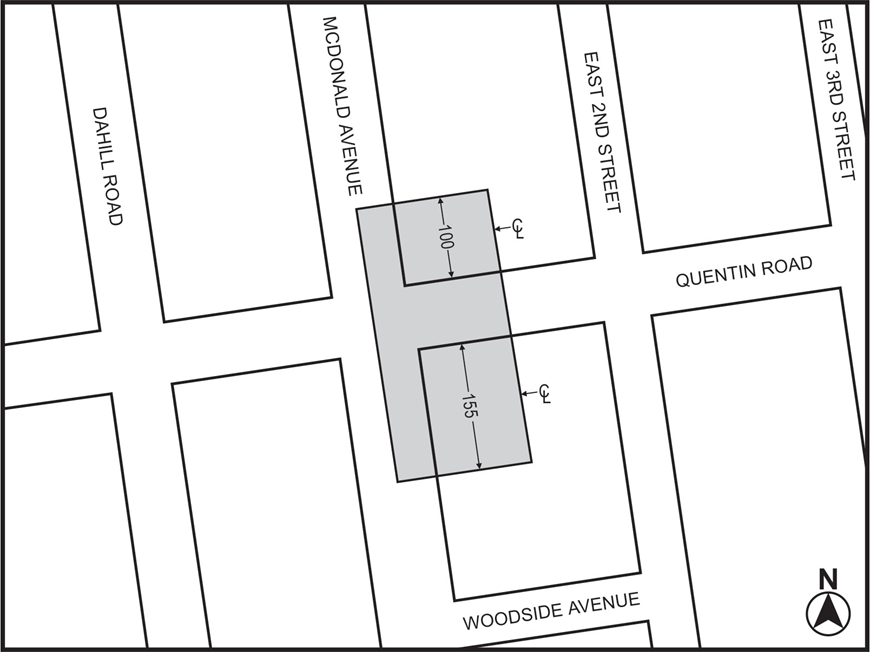 DAHILL ROAD
MCDONALD AVENUE
EAST 2ND STREET
EAST 3RD STREET
100
℄
QUENTIN ROAD
155
℄
N
WOODSIDE AVENUE